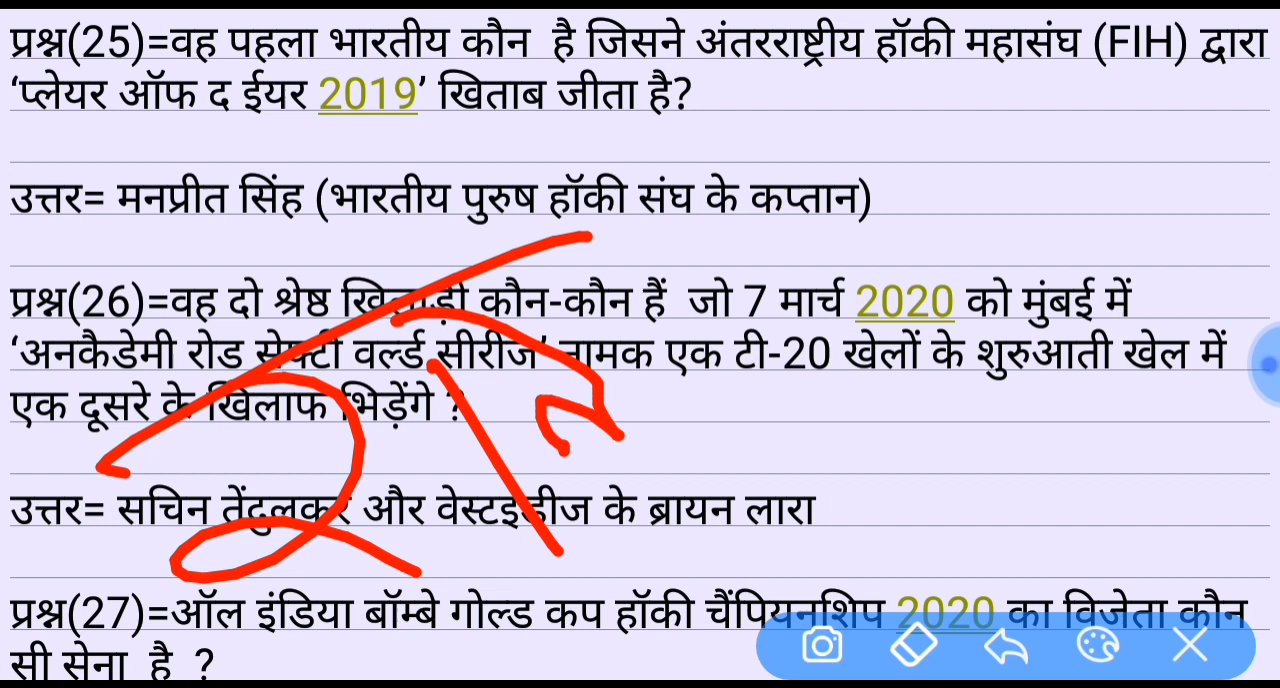 प्रश्न(25)=वह पहला भारतीय कौन है जिसने अंतरराष्ट्रीय हॉकी महासंघ (FIH) द्वारा
‘प्लेयर ऑफ द ईयर 2019’ खिताब जीता है?
उत्तर= मनप्रीत सिंह (भारतीय पुरुष हॉकी संघ के कप्तान)
प्रश्न(26)=वह दो श्रेष्ठ खिलाड़ी कौन-कौन हैं जो 7 मार्च 2020 को मुंबई में
‘अनकैडेमी रोड सेफ्टी वर्ल्ड सीरीज’ नामक एक टी-20 खेलों के शुरुआती खेल में
एक दूसरे के खिलाफ भिड़ेंगे ?
उत्तर= सचिन तेंदुलकर और वेस्टइंडीज के ब्रायन लारा
प्रश्न(27)=ऑल इंडिया बॉम्बे गोल्ड कप हॉकी चैंपियनशिप 2020 का विजेता कौन
सी सेना है ?